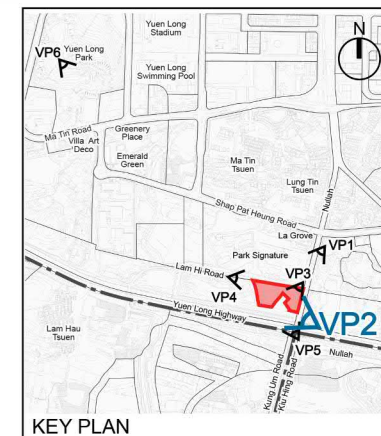 Yuen Long
Stadium
N
VP6
Yuen Long
Park
Yuen Long
Swimming Pool
Ma Tin Road
Villa Art
Deco
Greenery
Place
Emerald
Green
Ma Tin
Tsuen
Lung Tin
Tsuen
Nullah
Shap Pat Heung Road
La Grove
VP1
Park Signature
Lam Hi Road
VP3
VP4
Yuen Long Highway
VP2
Lam Hau
Tsuen
VP5
Nullah
Kung Um Road
Kiu Hing Road
KEY PLAN